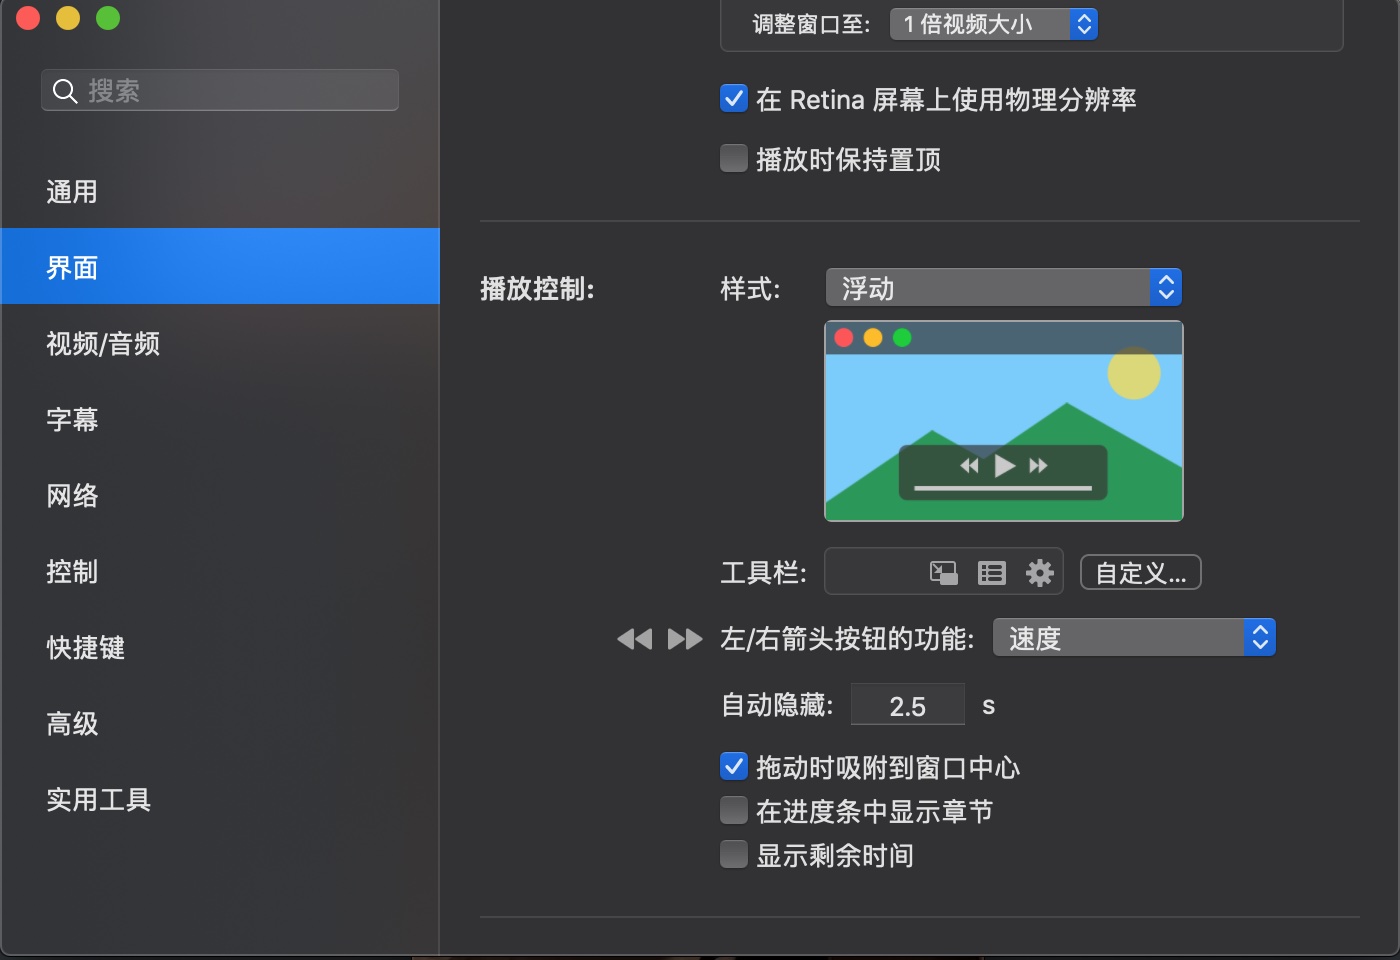 调整窗口至: 1 倍视频大小
搜索
在 Retina 屏幕上使用物理分辨率
播放时保持置顶
通用
界面
视频/音频
字幕
网络
控制
快捷键
高级
实用工具
播放控制: 样式: 浮动
工具栏: 自定义...
左/右箭头按钮的功能: 速度
自动隐藏: 2.5 s
拖动时吸附到窗口中心
在进度条中显示章节
显示剩余时间